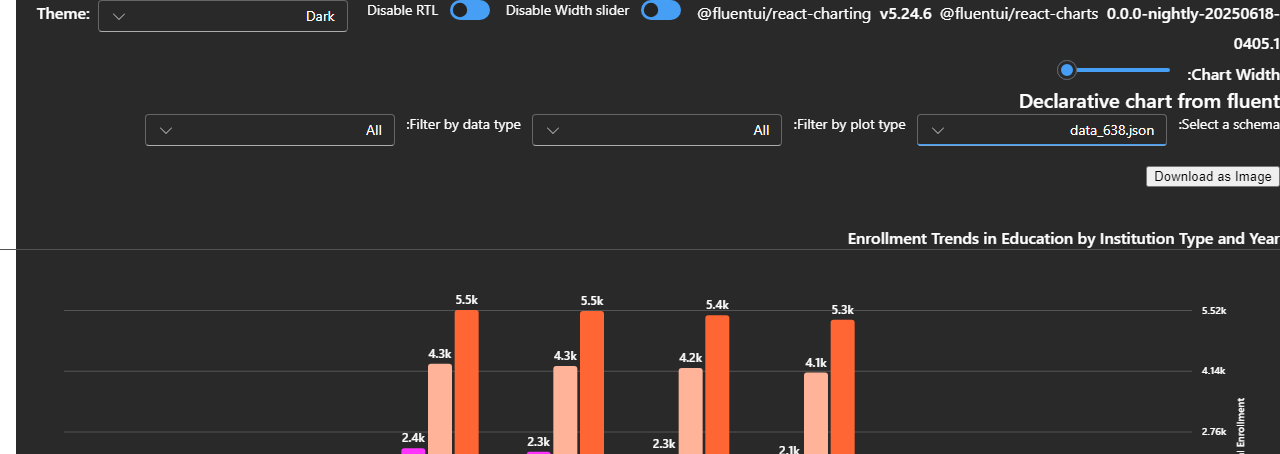 Theme: Dark Disable RTL Disable Width slider @fluentui/react-charting v5.24.6 @fluentui/react-charts 0.0.0-nightly-20250618-
0405.1
:Chart Width
Declarative chart from fluent
:Select a schema data_638.json :Filter by plot type All :Filter by data type All
Download as Image
Enrollment Trends in Education by Institution Type and Year
5.5k 5.5k 5.4k 5.3k 5.52k
4.3k 4.3k 4.2k 4.1k 4.14k
2.4k 2.3k 2.3k 2.1k 2.76k
Enrollment